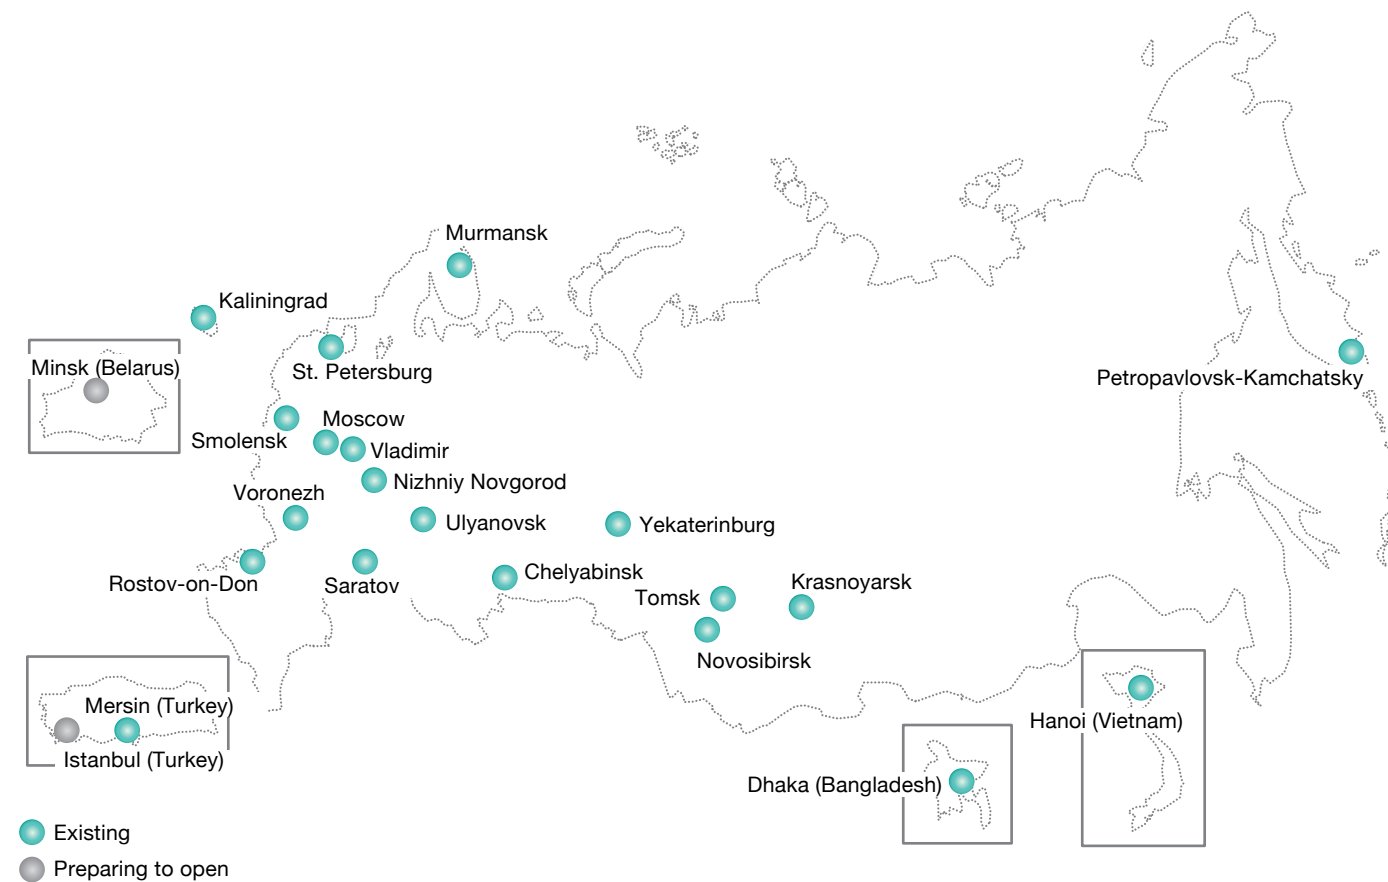 Murmansk
Kaliningrad
Minsk (Belarus)
St. Petersburg
Petropavlovsk-Kamchatsky
Moscow
Smolensk
Vladimir
Nizhniy Novgorod
Voronezh
Ulyanovsk
Yekaterinburg
Rostov-on-Don
Saratov
Chelyabinsk
Tomsk
Krasnoyarsk
Novosibirsk
Mersin (Turkey)
Istanbul (Turkey)
Hanoi (Vietnam)
Dhaka (Bangladesh)
Existing
Preparing to open